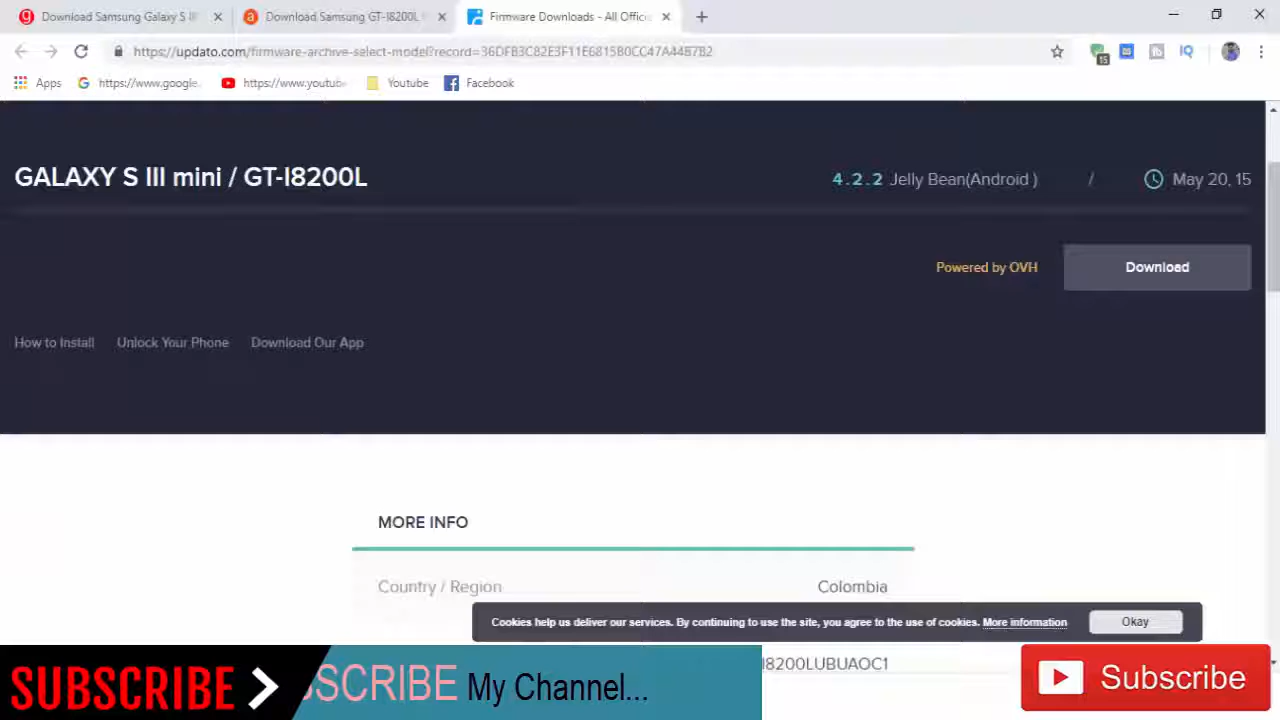 Download Samsung Galaxy S III
Download Samsung GT-I8200L
Firmware Downloads - All Offici
https://updato.com/firmware-archive-select-model?record=36DFB3C82E3F11E6815B0CC47A44B7B2
15
Apps
https://www.google.
https://www.youtub
Youtube
Facebook
GALAXY S III mini / GT-I8200L
4.2.2 Jelly Bean(Android )
/
May 20, 15
Powered by OVH
Download
How to Install
Unlock Your Phone
Download Our App
MORE INFO
Country / Region
Colombia
Cookies help us deliver our services. By continuing to use the site, you agree to the use of cookies. More information
Okay
I8200LUBUAOC1
SUBSCRIBE
SCRIBE My Channel...
Subscribe